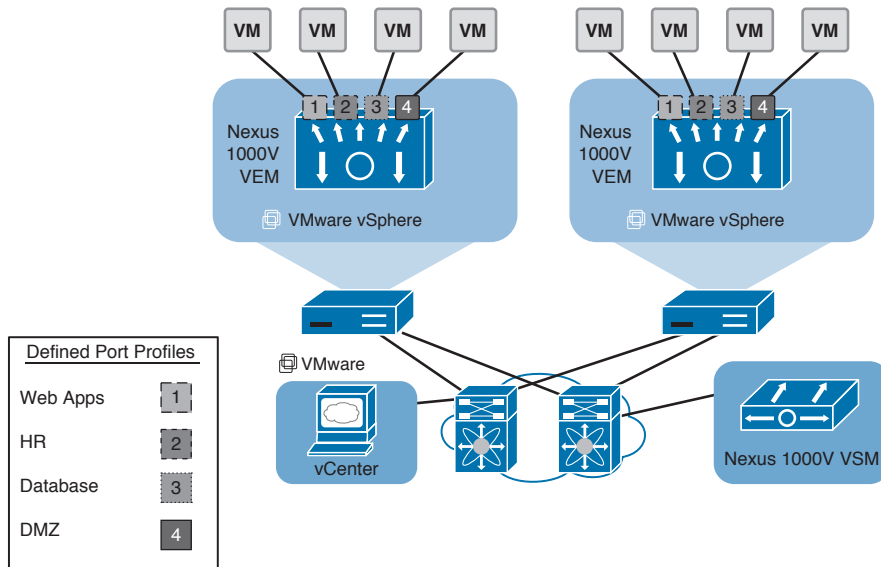 VM VM VM VM
VM VM VM VM
1 2 3 4
1 2 3 4
Nexus
1000V
VEM
Nexus
1000V
VEM
VMware vSphere
VMware vSphere
Defined Port Profiles
Web Apps 1
HR 2
Database 3
DMZ 4
VMware
vCenter
Nexus 1000V VSM